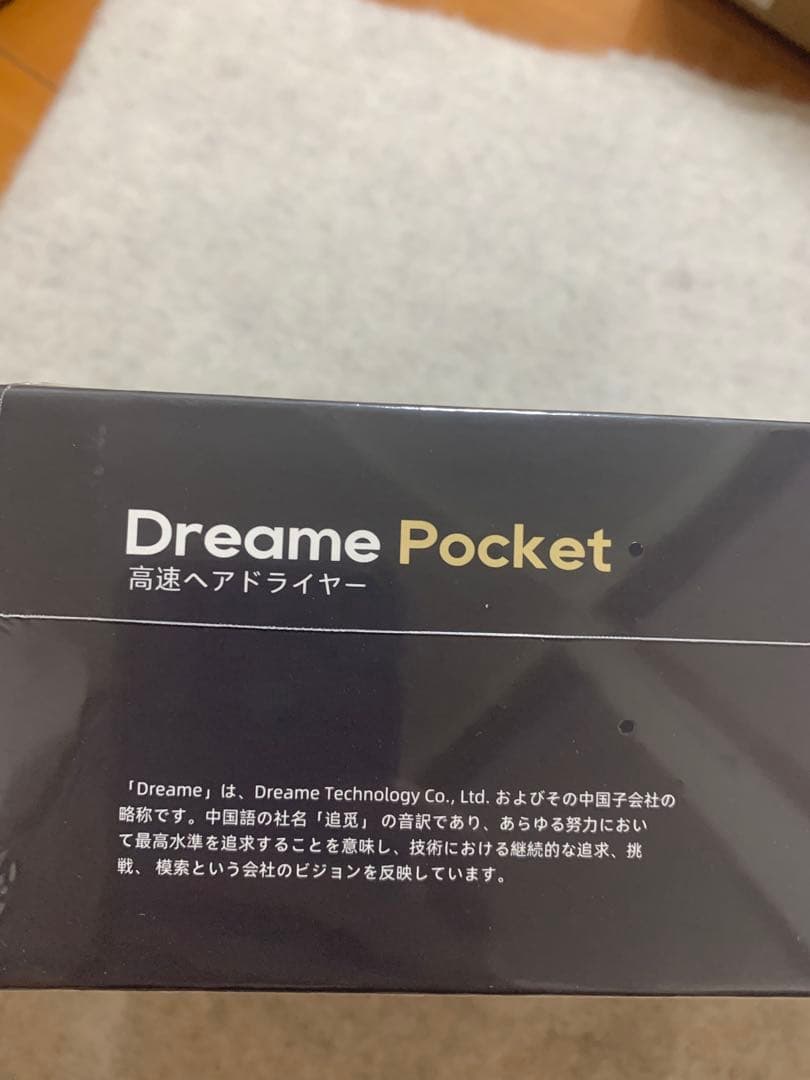 Dreame Pocket
高速ヘアドライヤー
「Dreame」は、Dreame Technology Co., Ltd. およびその中国子会社の
略称です。中国語の社名「追觅」 の音訳であり、あらゆる努力におい
て最高水準を追求することを意味し、技術における継続的な追求、挑
戦、 模索という会社のビジョンを反映しています。